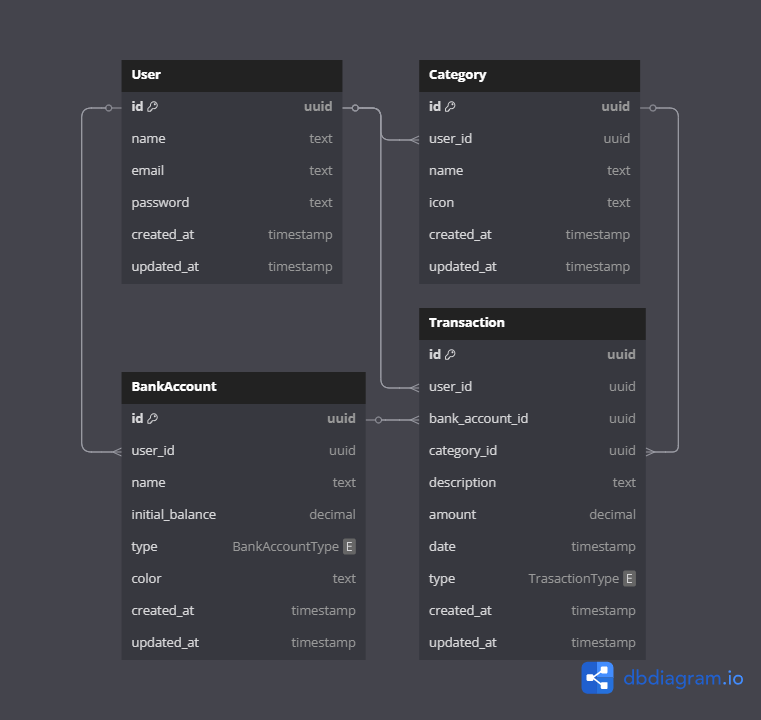 User
id uuid
name text
email text
password text
created_at timestamp
updated_at timestamp
Category
id uuid
user_id uuid
name text
icon text
created_at timestamp
updated_at timestamp
BankAccount
id uuid
user_id uuid
name text
initial_balance decimal
type BankAccountType E
color text
created_at timestamp
updated_at timestamp
Transaction
id uuid
user_id uuid
bank_account_id uuid
category_id uuid
description text
amount decimal
date timestamp
type TrasactionType E
created_at timestamp
updated_at timestamp
dbdiagram.io